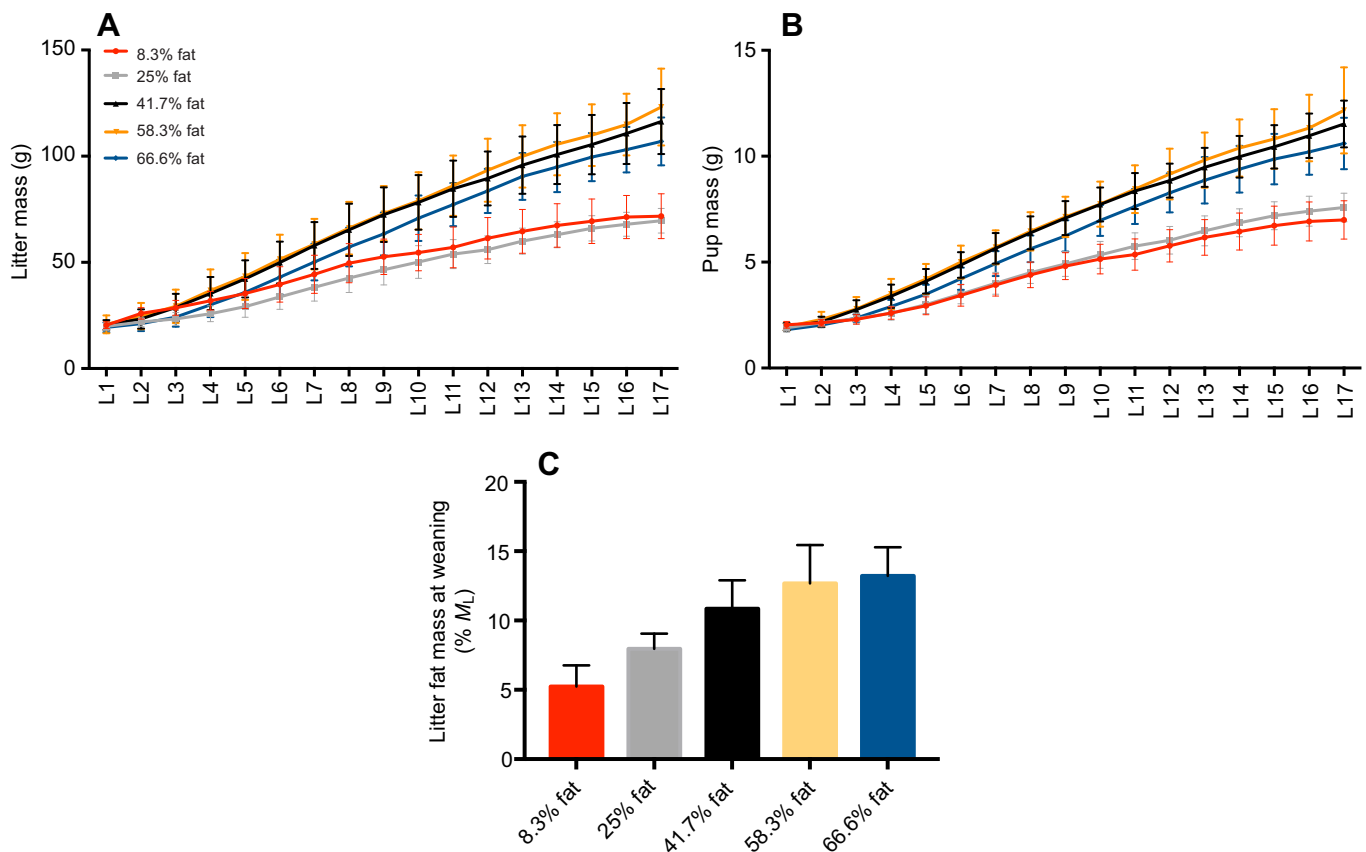 A
Litter mass (g)
150
100
50
0
8.3% fat
25% fat
41.7% fat
58.3% fat
66.6% fat
L1 L2 L3 L4 L5 L6 L7 L8 L9 L10 L11 L12 L13 L14 L15 L16 L17
B
Pup mass (g)
15
10
5
0
L1 L2 L3 L4 L5 L6 L7 L8 L9 L10 L11 L12 L13 L14 L15 L16 L17
C
Litter fat mass at weaning
(% ML)
20
15
10
5
0
8.3% fat
25% fat
41.7% fat
58.3% fat
66.6% fat